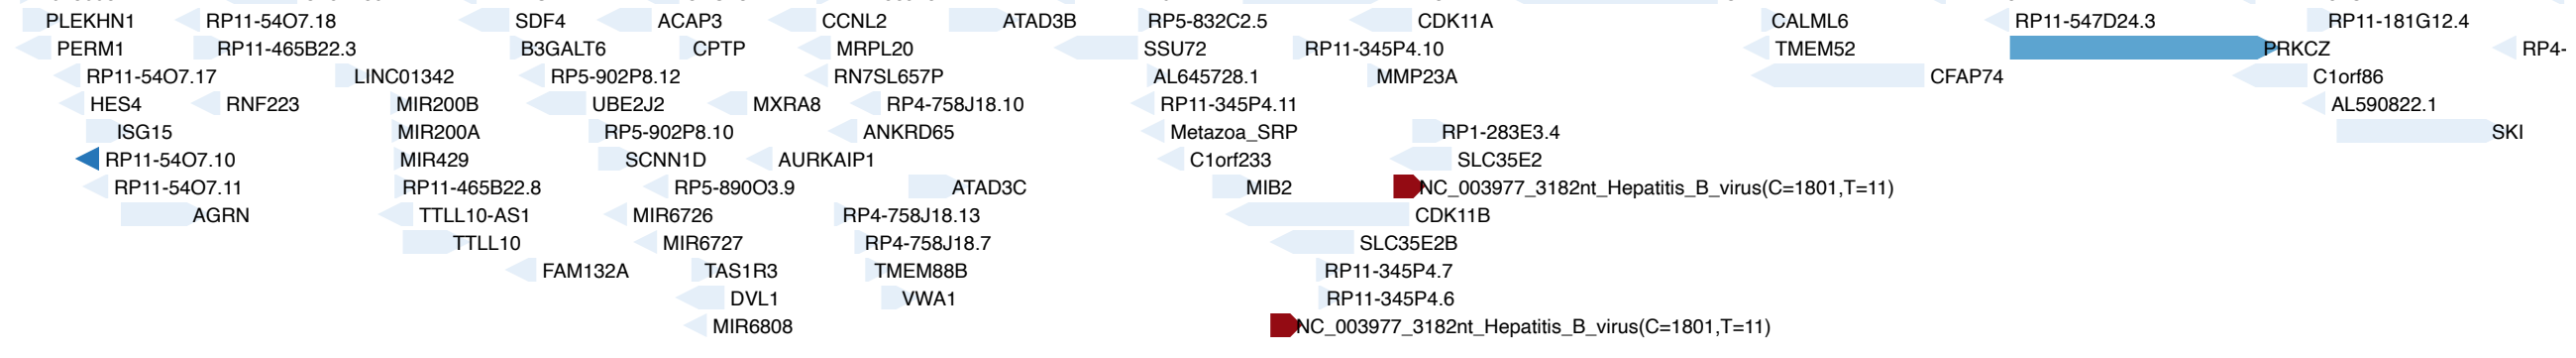 PLEKHN1 RP11-54O7.18 SDF4 ACAP3 CCNL2 ATAD3B RP5-832C2.5 CDK11A CALML6 RP11-547D24.3 RP11-181G12.4
PERM1 RP11-465B22.3 B3GALT6 CPTP MRPL20 SSU72 RP11-345P4.10 TMEM52 PRKCZ RP4-
RP11-54O7.17 LINC01342 RP5-902P8.12 RN7SL657P AL645728.1 MMP23A CFAP74 C1orf86
HES4 RNF223 MIR200B UBE2J2 MXRA8 RP4-758J18.10 RP11-345P4.11 AL590822.1
ISG15 MIR200A RP5-902P8.10 ANKRD65 Metazoa_SRP RP1-283E3.4 SKI
RP11-54O7.10 MIR429 SCNN1D AURKAIP1 C1orf233 SLC35E2
RP11-54O7.11 RP11-465B22.8 RP5-890O3.9 ATAD3C MIB2 NC_003977_3182nt_Hepatitis_B_virus(C=1801,T=11)
AGRN TTLL10-AS1 MIR6726 RP4-758J18.13 CDK11B
TTLL10 MIR6727 RP4-758J18.7 SLC35E2B
FAM132A TAS1R3 TMEM88B RP11-345P4.7
DVL1 VWA1 RP11-345P4.6
MIR6808 NC_003977_3182nt_Hepatitis_B_virus(C=1801,T=11)